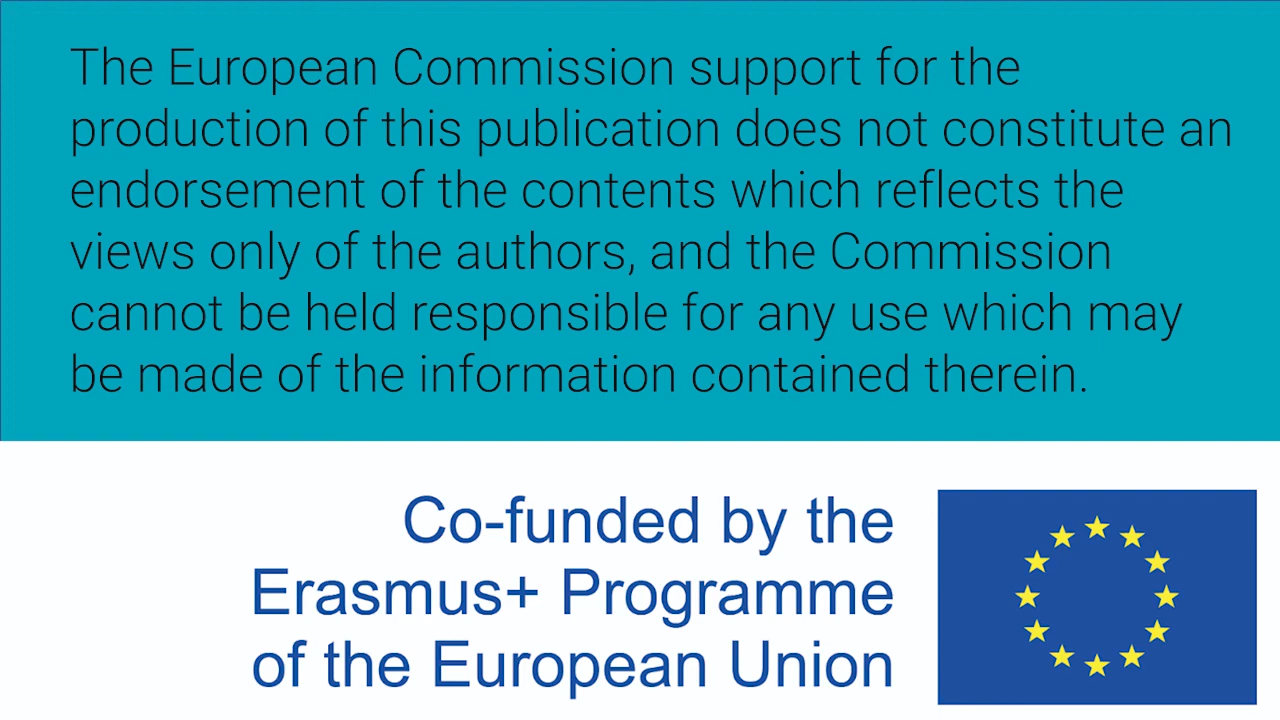 The European Commission support for the
production of this publication does not constitute an
endorsement of the contents which reflects the
views only of the authors, and the Commission
cannot be held responsible for any use which may
be made of the information contained therein.
Co-funded by the
Erasmus+ Programme
of the European Union